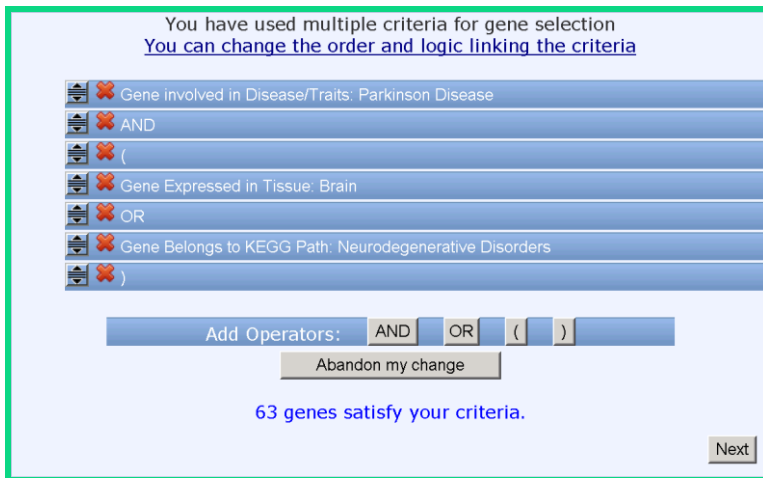 You have used multiple criteria for gene selection
You can change the order and logic linking the criteria
Gene involved in Disease/Traits: Parkinson Disease
AND
(
Gene Expressed in Tissue: Brain
OR
Gene Belongs to KEGG Path: Neurodegenerative Disorders
)
Add Operators: AND OR ( )
Abandon my change
63 genes satisfy your criteria.
Next